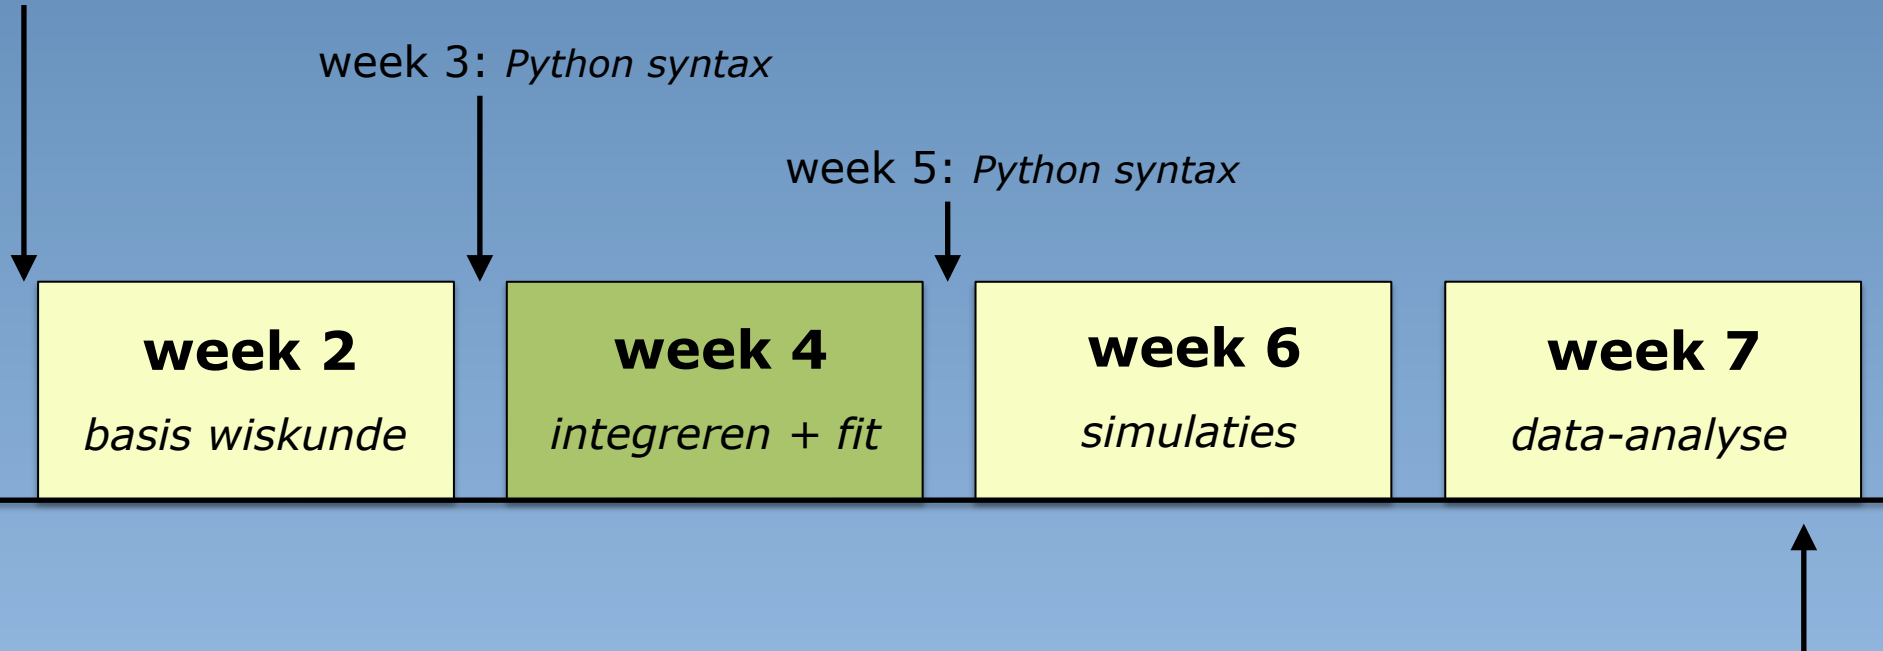 week 3: Python syntax
week 5: Python syntax
week 2
basis wiskunde
week 4
integreren + fit
week 6
simulaties
week 7
data-analyse